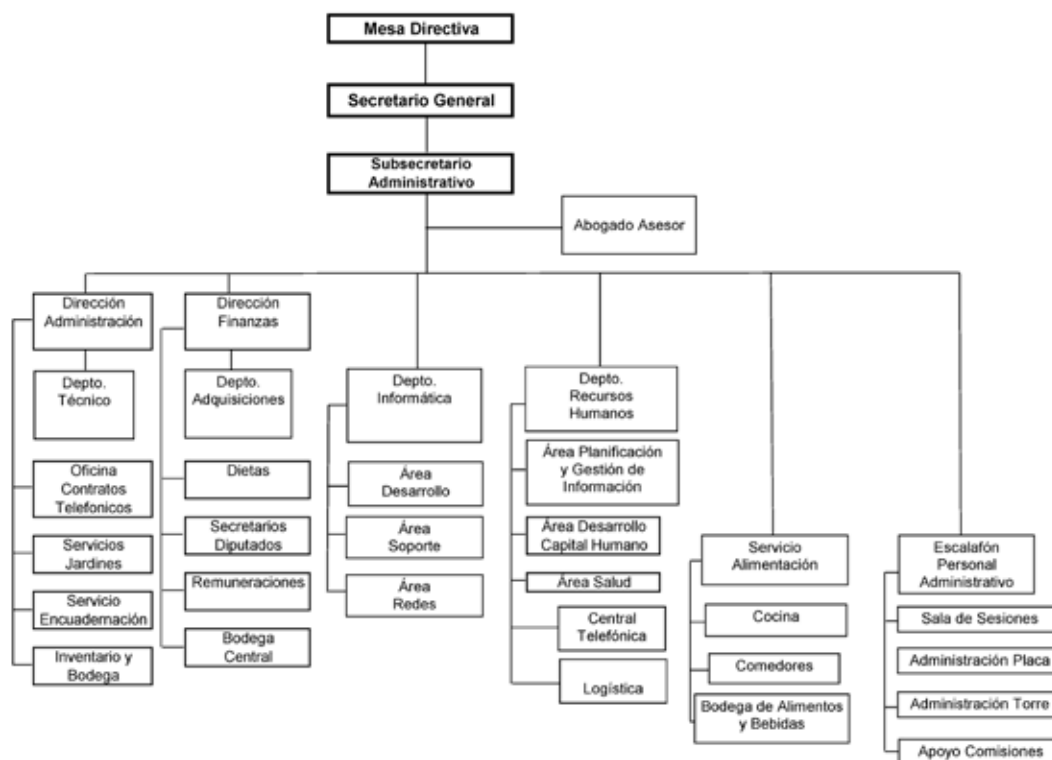 Mesa Directiva
Secretario General
Subsecretario
Administrativo
Abogado Asesor
Dirección
Administración
Depto.
Técnico
Oficina
Contratos
Telefonicos
Servicios
Jardines
Servicio
Encuadernación
Inventario y
Bodega
Dirección
Finanzas
Depto.
Adquisiciones
Dietas
Secretarios
Diputados
Remuneraciones
Bodega
Central
Depto.
Informática
Área
Desarrollo
Área
Soporte
Área
Redes
Depto.
Recursos
Humanos
Área Planificación
y Gestión de
Información
Área Desarrollo
Capital Humano
Área Salud
Central
Telefónica
Logística
Servicio
Alimentación
Cocina
Comedores
Bodega de Alimentos
y Bebidas
Escalafón
Personal
Administrativo
Sala de Sesiones
Administración Placa
Administración Torre
Apoyo Comisiones